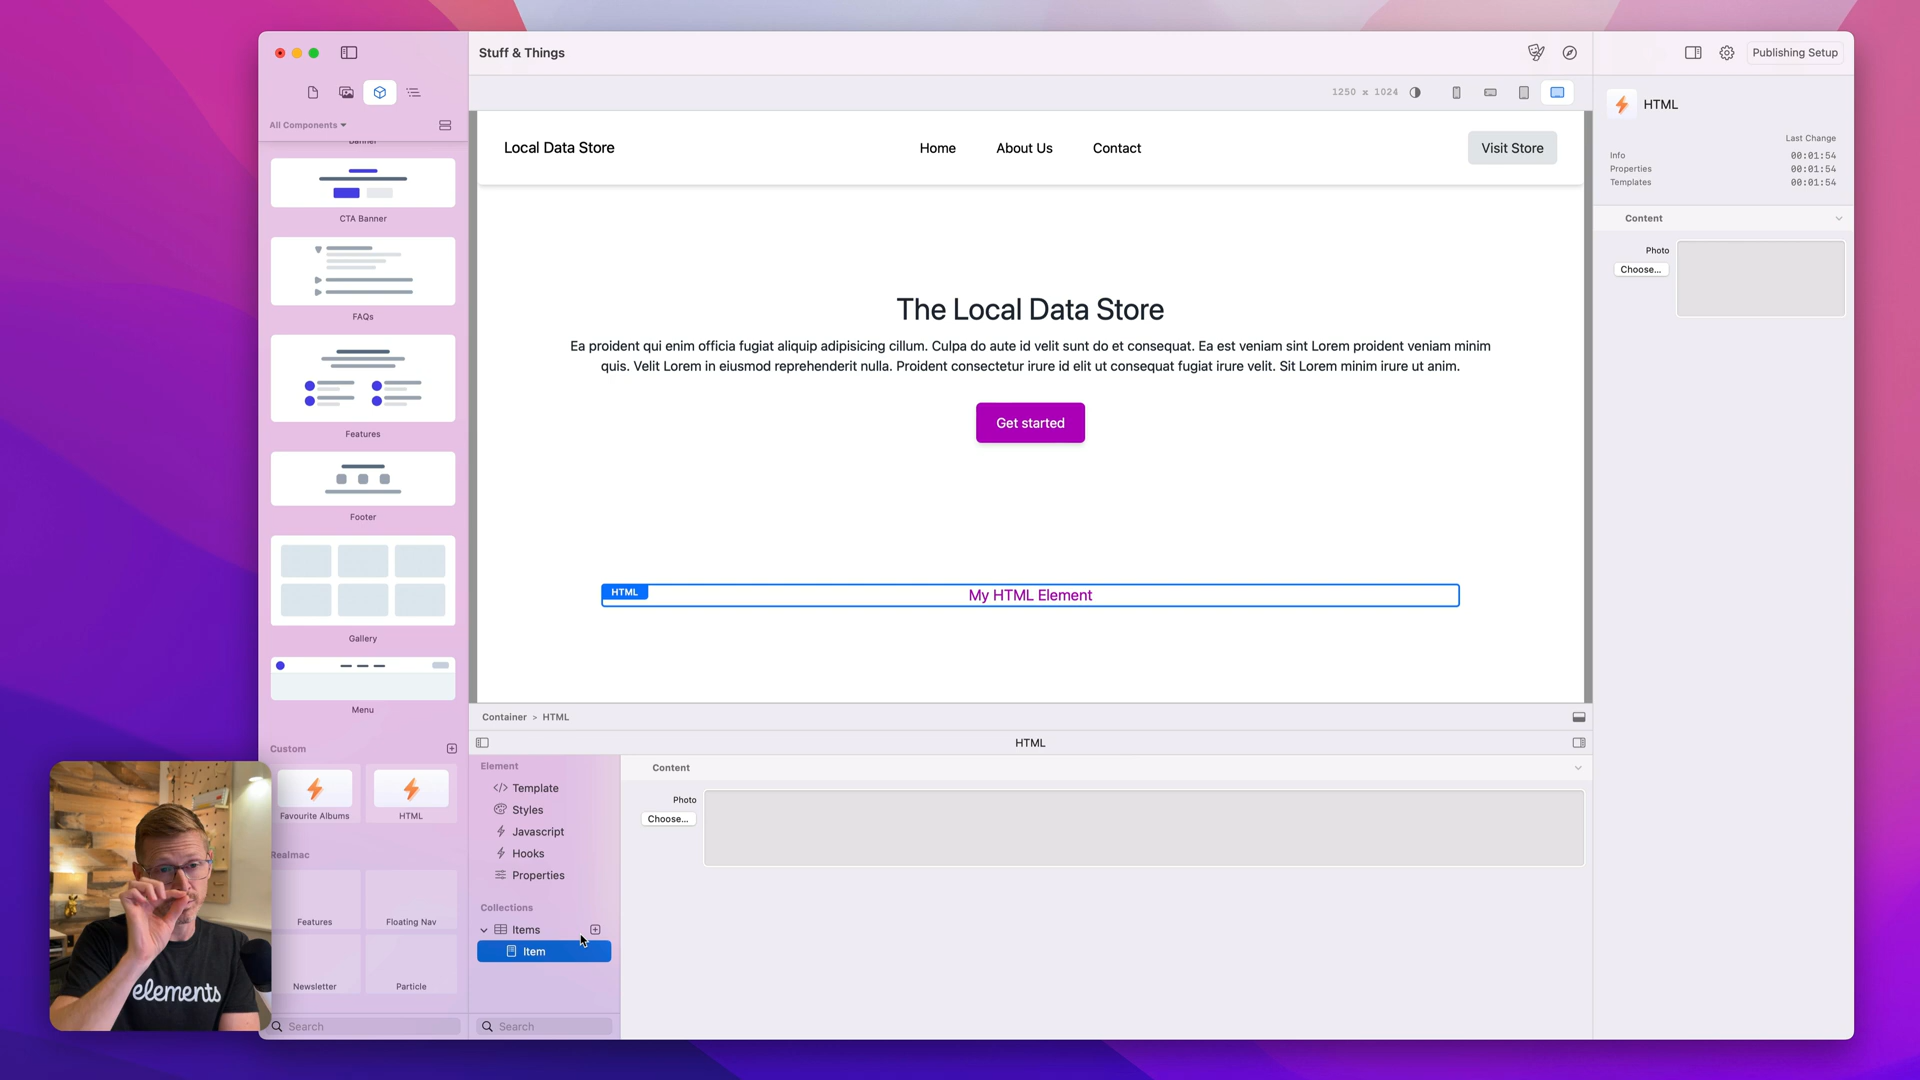 Stuff & Things
Publishing Setup
All Components
1250 x 1024
Banner
CTA Banner
FAQs
Features
Footer
Gallery
Menu
Custom
Favourite Albums
HTML
Realmac
Features
Floating Nav
Newsletter
Particle
Search
Local Data Store
Home
About Us
Contact
Visit Store
The Local Data Store
Ea proident qui enim officia fugiat aliquip adipisicing cillum. Culpa do aute id velit sunt do et consequat. Ea est veniam sint Lorem proident veniam minim
quis. Velit Lorem in eiusmod reprehenderit nulla. Proident consectetur irure id elit ut consequat fugiat irure velit. Sit Lorem minim irure ut anim.
Get started
HTML
My HTML Element
Container > HTML
HTML
Element
Template
Styles
Javascript
Hooks
Properties
Collections
Items
Item
Search
Content
Photo
Choose...
HTML
Last Change
Info 00:01:54
Properties 00:01:54
Templates 00:01:54
Content
Photo
Choose...
elements